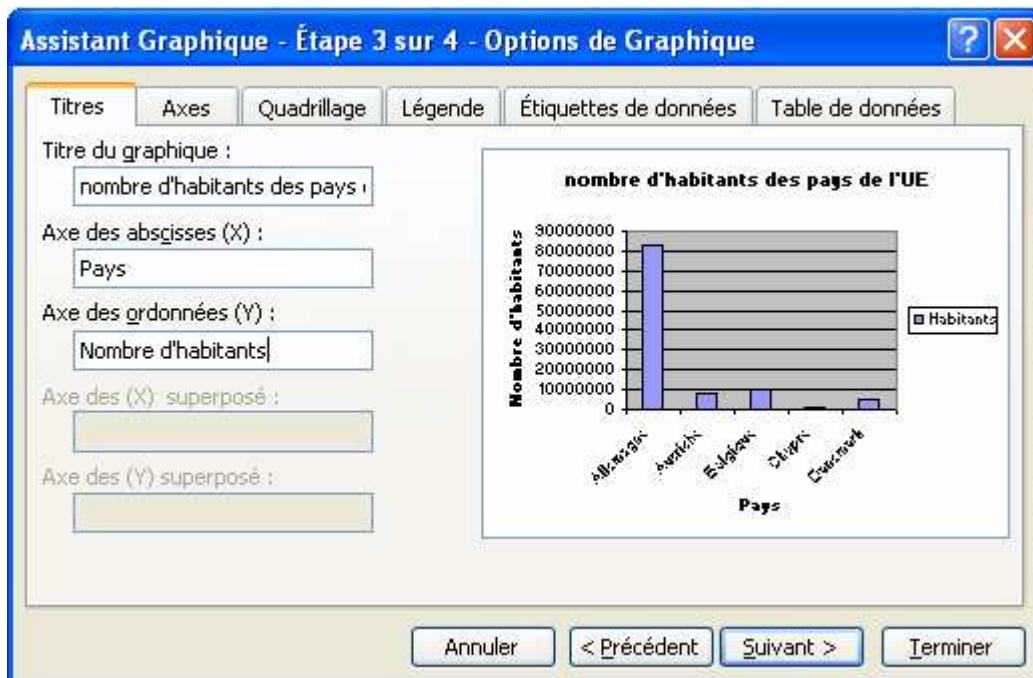 Assistant Graphique - Étape 3 sur 4 - Options de Graphique
Titres Axes Quadrillage Légende Étiquettes de données Table de données
Titre du graphique :
nombre d'habitants des pays
Axe des abscisses (X) :
Pays
Axe des ordonnées (Y) :
Nombre d'habitants
Axe des (X) superposé :
Axe des (Y) superposé :
nombre d'habitants des pays de l'UE
Nombre d'habitants
90000000
80000000
70000000
60000000
50000000
40000000
30000000
20000000
10000000
0
Allemagne
Autriche
Belgique
Chypre
Danemark
Pays
Habitants
Annuler < Précédent Suivant > Terminer